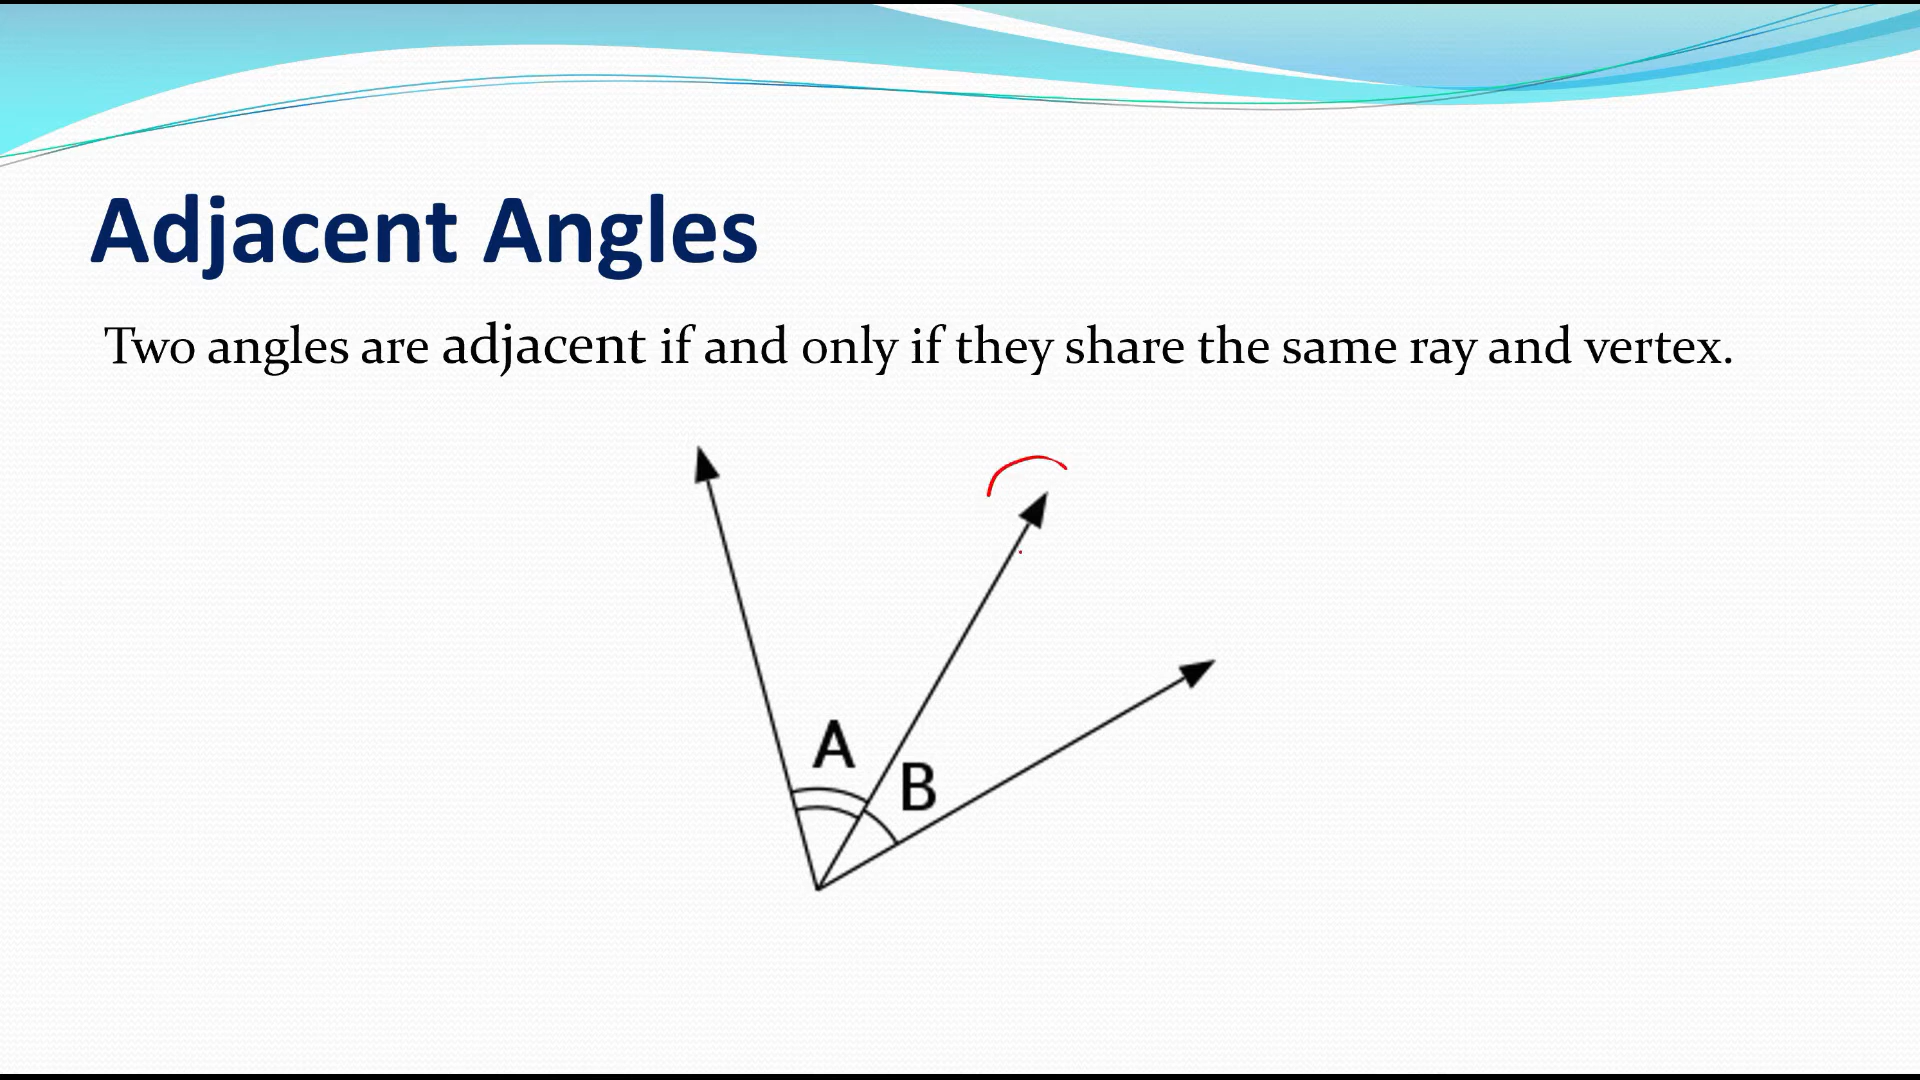 Adjacent Angles
Two angles are adjacent if and only if they share the same ray and vertex.
A
B